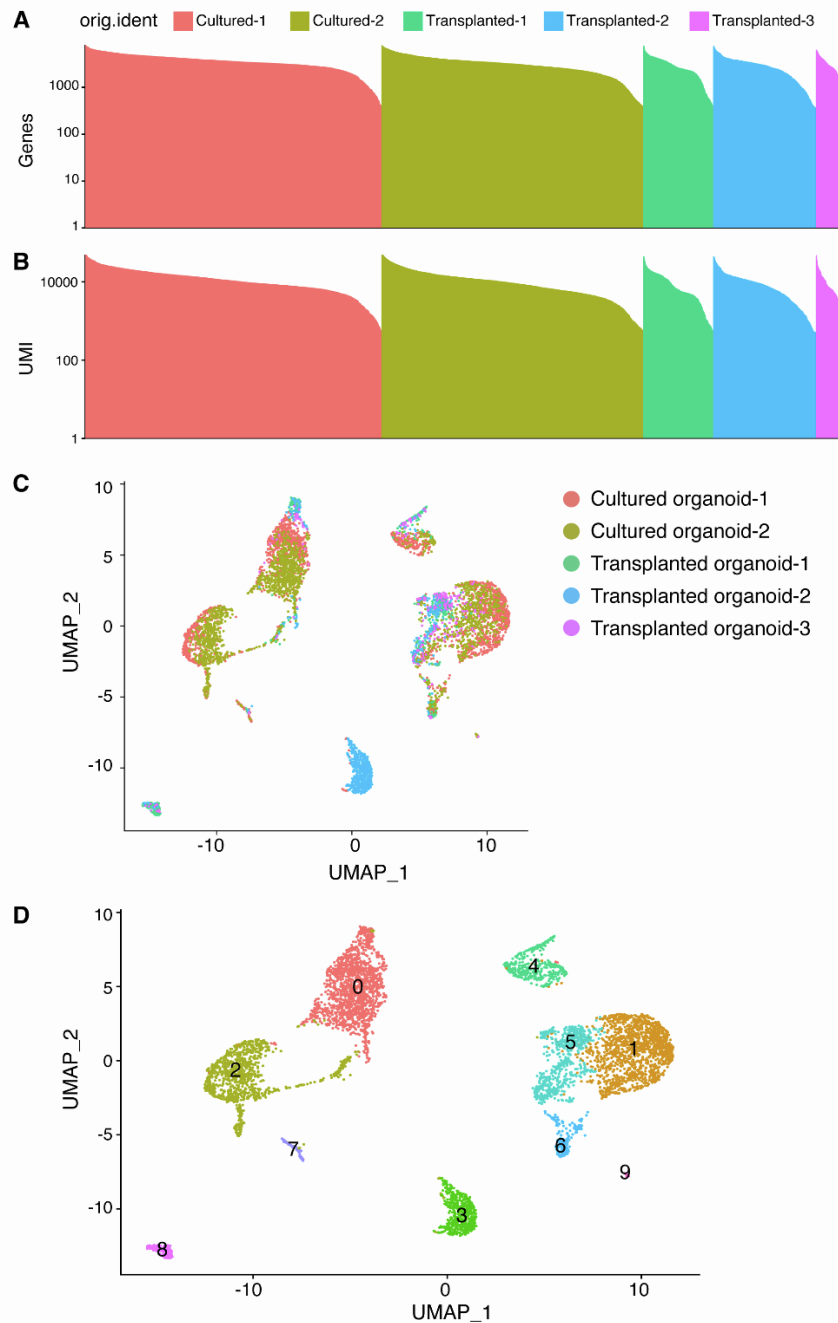 A
orig.ident Cultured-1 Cultured-2 Transplanted-1 Transplanted-2 Transplanted-3
1000
100
10
1
Genes
B
10000
100
1
UMI
C
10
5
0
-5
-10
UMAP_2
-10 0 10
UMAP_1
Cultured organoid-1
Cultured organoid-2
Transplanted organoid-1
Transplanted organoid-2
Transplanted organoid-3
D
10
5
0
-5
-10
UMAP_2
0
4
5
1
2
7
6
9
3
8
-10 0 10
UMAP_1